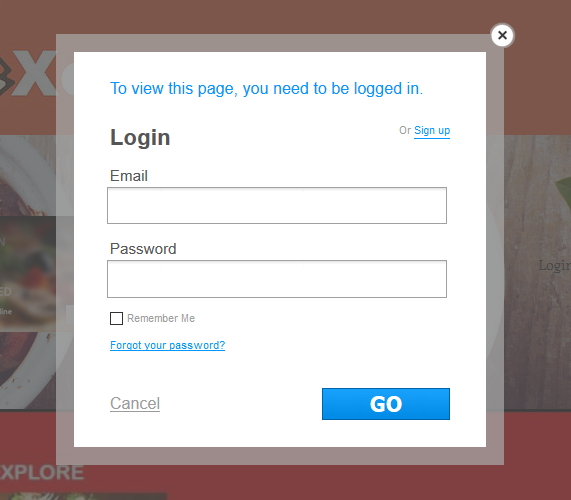 To view this page, you need to be logged in.
Login
Or Sign up
Email
Password
Remember Me
Forgot your password?
Cancel
GO
Login
EXPLORE